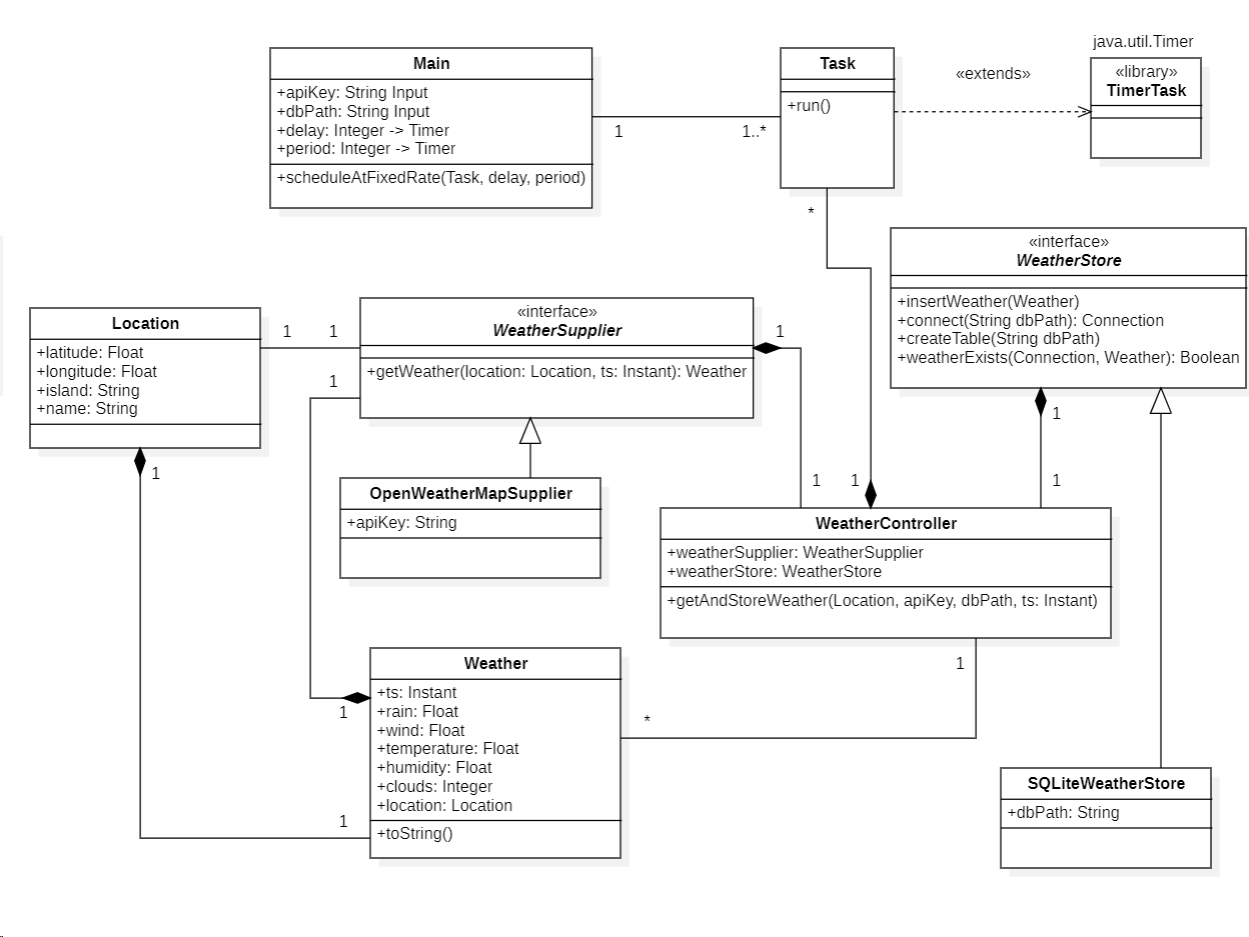 java.util.Timer
Main
+apiKey: String Input
+dbPath: String Input
+delay: Integer -> Timer
+period: Integer -> Timer
+scheduleAtFixedRate(Task, delay, period)
1
1..*
Task
+run()
«extends»
«library»
TimerTask
*
«interface»
WeatherStore
+insertWeather(Weather)
+connect(String dbPath): Connection
+createTable(String dbPath)
+weatherExists(Connection, Weather): Boolean
Location
+latitude: Float
+longitude: Float
+island: String
+name: String
1
1
«interface»
WeatherSupplier
+getWeather(location: Location, ts: Instant): Weather
1
1
1
1
OpenWeatherMapSupplier
+apiKey: String
1
1
1
WeatherController
+weatherSupplier: WeatherSupplier
+weatherStore: WeatherStore
+getAndStoreWeather(Location, apiKey, dbPath, ts: Instant)
1
Weather
+ts: Instant
+rain: Float
+wind: Float
+temperature: Float
+humidity: Float
+clouds: Integer
+location: Location
+toString()
1
*
1
SQLiteWeatherStore
+dbPath: String